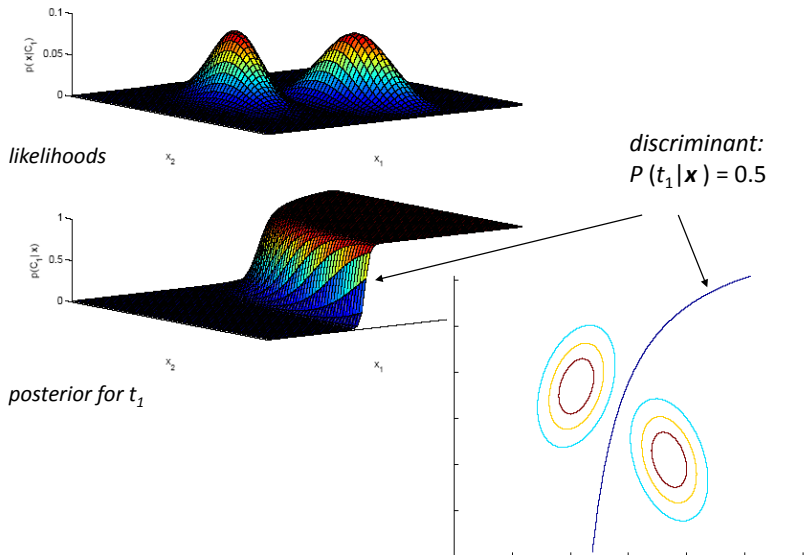 0.1
0.05
0
p(x|C₁)
x₂
x₁
likelihoods
discriminant:
P (t₁|x ) = 0.5
1
0.5
0
p(C₁| x)
x₂
x₁
posterior for t₁